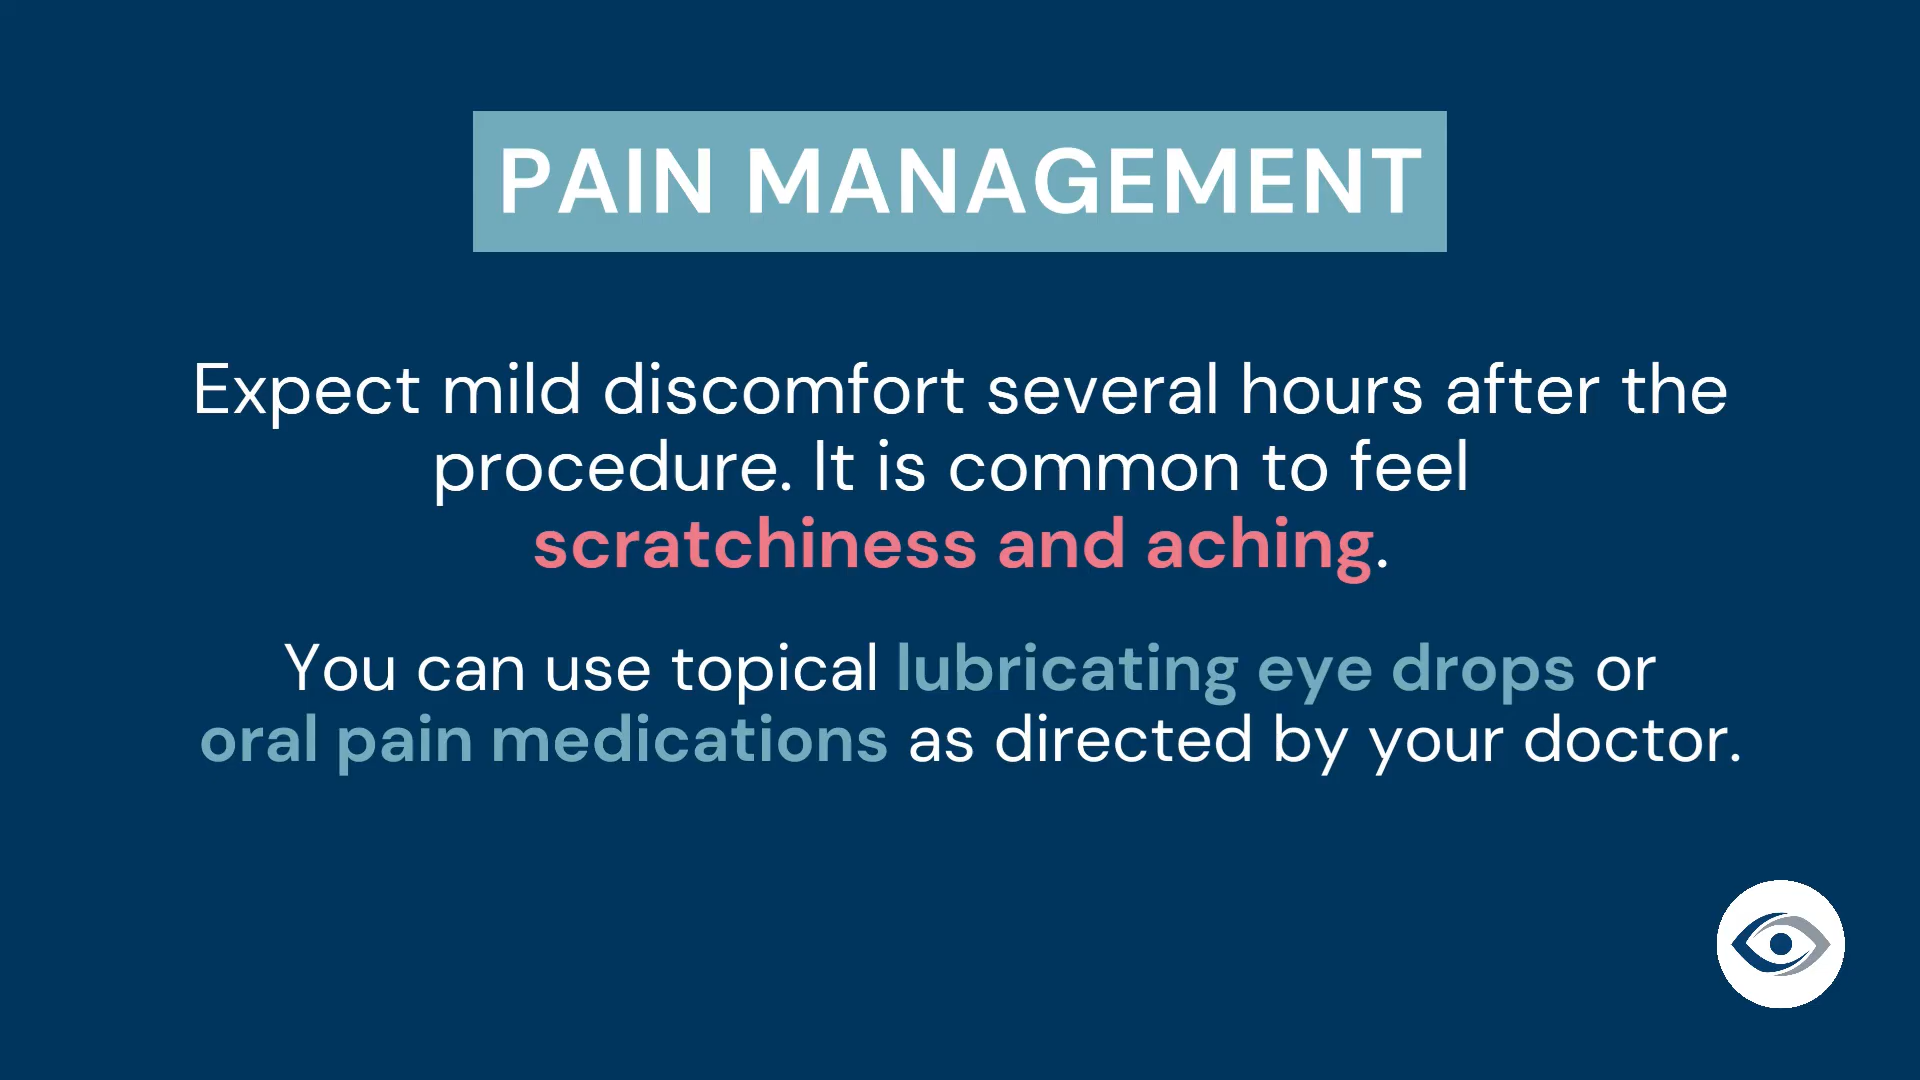 PAIN MANAGEMENT
Expect mild discomfort several hours after the
procedure. It is common to feel
scratchiness and aching.
You can use topical lubricating eye drops or
oral pain medications as directed by your doctor.